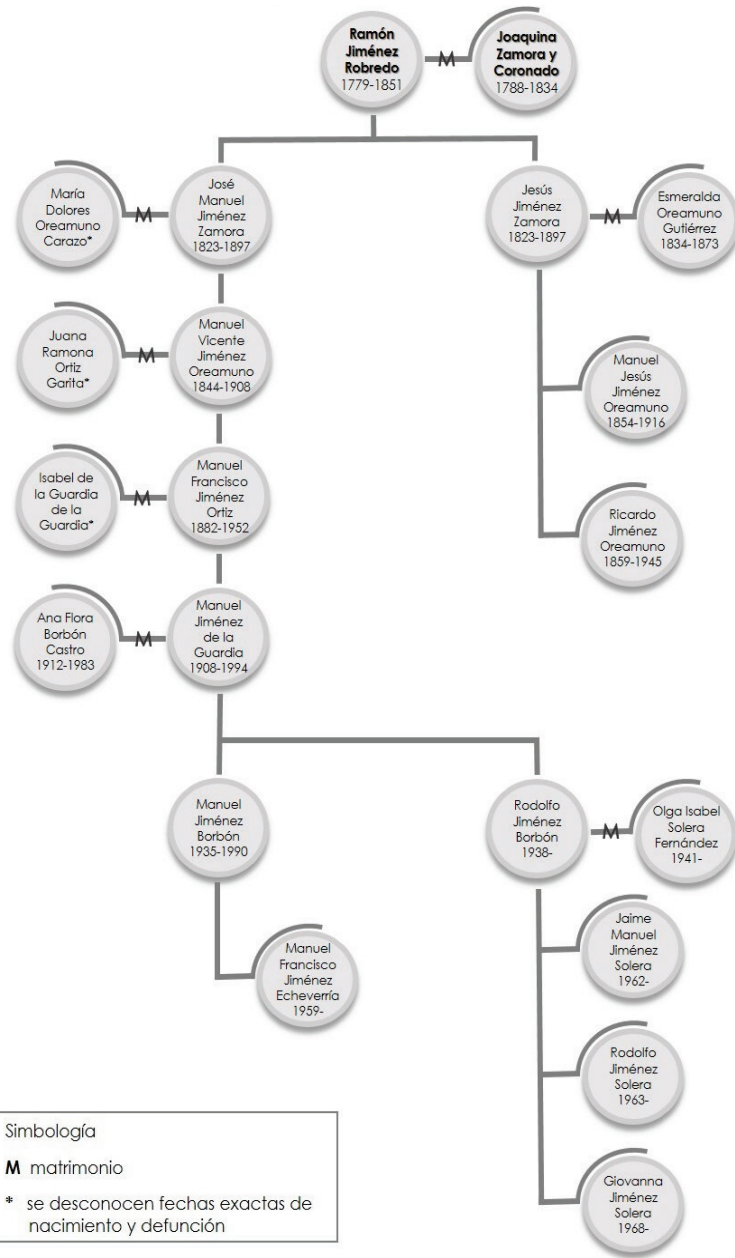 Ramón
Jiménez
Robredo
1779-1851
M
Joaquina
Zamora y
Coronado
1788-1834
María
Dolores
Oreamuno
Carazo*
M
José
Manuel
Jiménez
Zamora
1823-1897
Jesús
Jiménez
Zamora
1823-1897
M
Esmeralda
Oreamuno
Gutiérrez
1834-1873
Juana
Ramona
Ortiz
Garita*
M
Manuel
Vicente
Jiménez
Oreamuno
1844-1908
Manuel
Jesús
Jiménez
Oreamuno
1854-1916
Isabel de
la Guardia
de la
Guardia*
M
Manuel
Francisco
Jiménez
Ortiz
1882-1952
Ricardo
Jiménez
Oreamuno
1859-1945
Ana Flora
Borbón
Castro
1912-1983
M
Manuel
Jiménez
de la
Guardia
1908-1994
Manuel
Jiménez
Borbón
1935-1990
Rodolfo
Jiménez
Borbón
1938-
M
Olga Isabel
Solera
Fernández
1941-
Manuel
Francisco
Jiménez
Echeverría
1959-
Jaime
Manuel
Jiménez
Solera
1962-
Rodolfo
Jiménez
Solera
1963-
Giovanna
Jiménez
Solera
1968-
Simbología
M matrimonio
* se desconocen fechas exactas de
nacimiento y defunción